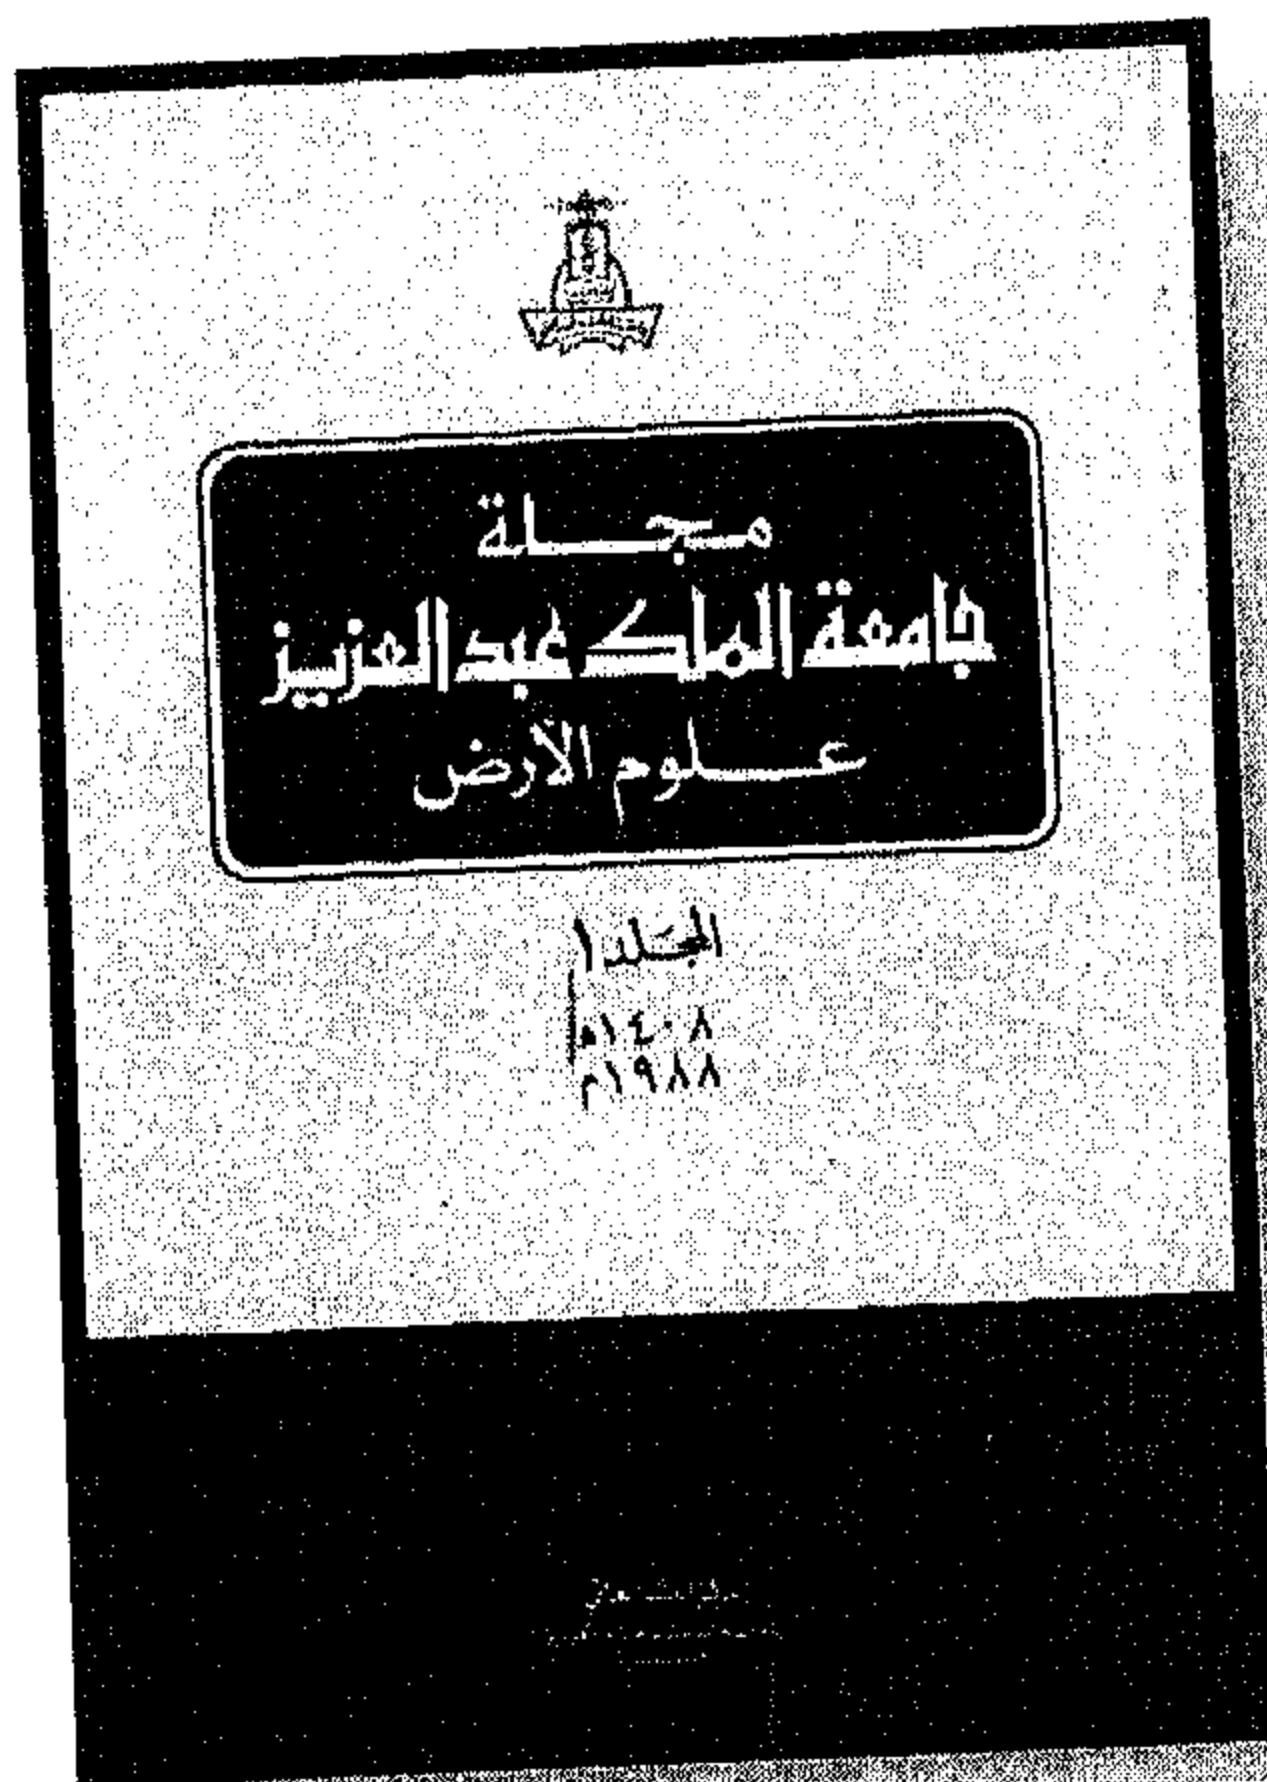 مجلة
جامعة الملك عبد العزيز
علوم الأرض
المجلد ١
١٤٠٨هـ
١٩٨٨م